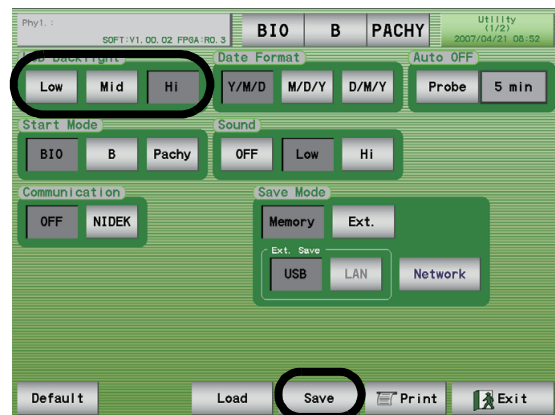 Phy1. :
SOFT:V1.00.02 FPGA:R0.3
BIO B PACHY
Utility
(1/2)
2007/04/21 08:52
LCD Backlight Date Format Auto OFF
Low Mid Hi Y/M/D M/D/Y D/M/Y Probe 5 min
Start Mode Sound
BIO B Pachy OFF Low Hi
Communication Save Mode
OFF NIDEK Memory Ext.
Ext. Save
USB LAN Network
Default Load Save Print Exit